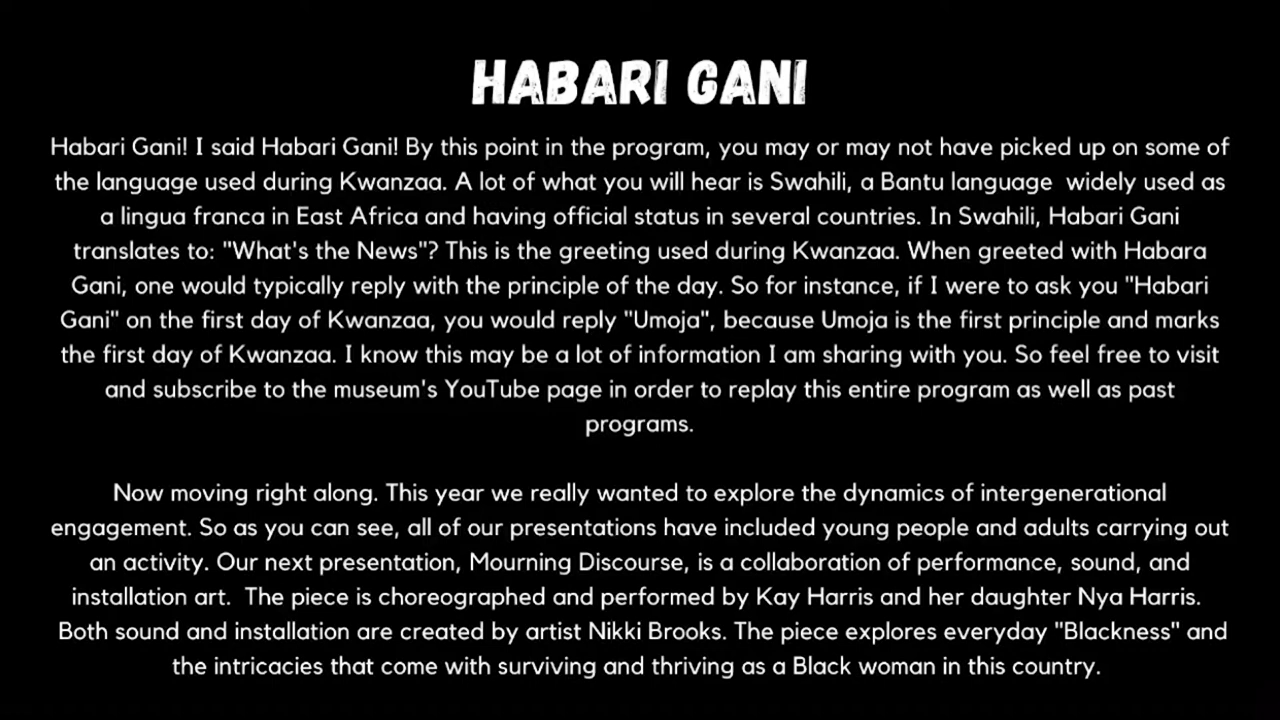 HABARI GANI
Habari Gani! I said Habari Gani! By this point in the program, you may or may not have picked up on some of
the language used during Kwanzaa. A lot of what you will hear is Swahili, a Bantu language  widely used as
a lingua franca in East Africa and having official status in several countries. In Swahili, Habari Gani
translates to: "What's the News"? This is the greeting used during Kwanzaa. When greeted with Habara
Gani, one would typically reply with the principle of the day. So for instance, if I were to ask you "Habari
Gani" on the first day of Kwanzaa, you would reply "Umoja", because Umoja is the first principle and marks
the first day of Kwanzaa. I know this may be a lot of information I am sharing with you. So feel free to visit
and subscribe to the museum's YouTube page in order to replay this entire program as well as past
programs.
Now moving right along. This year we really wanted to explore the dynamics of intergenerational
engagement. So as you can see, all of our presentations have included young people and adults carrying out
an activity. Our next presentation, Mourning Discourse, is a collaboration of performance, sound, and
installation art.  The piece is choreographed and performed by Kay Harris and her daughter Nya Harris.
Both sound and installation are created by artist Nikki Brooks. The piece explores everyday "Blackness" and
the intricacies that come with surviving and thriving as a Black woman in this country.